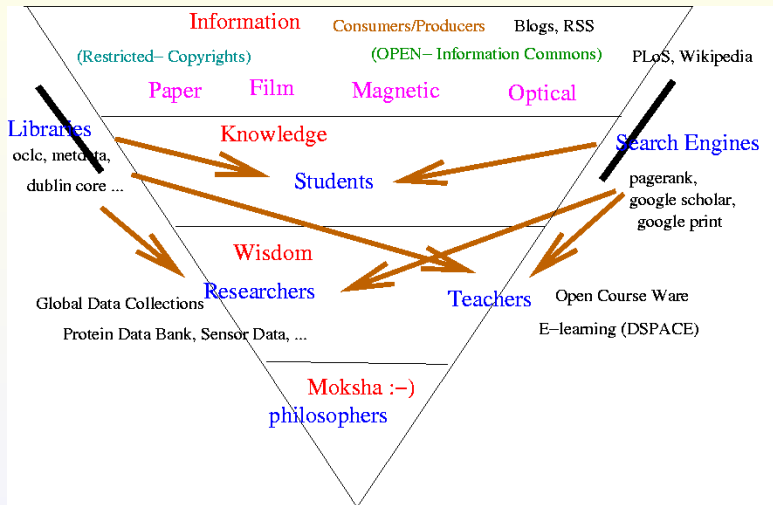 Information Consumers/Producers Blogs, RSS
(Restricted− Copyrights) (OPEN− Information Commons) PLoS, Wikipedia
Paper Film Magnetic Optical
Libraries Knowledge Search Engines
oclc, metdata,
dublin core ...
Students
pagerank,
google scholar,
google print
Wisdom
Researchers Teachers
Global Data Collections
Protein Data Bank, Sensor Data, ...
Open Course Ware
E−learning (DSPACE)
Moksha :−)
philosophers